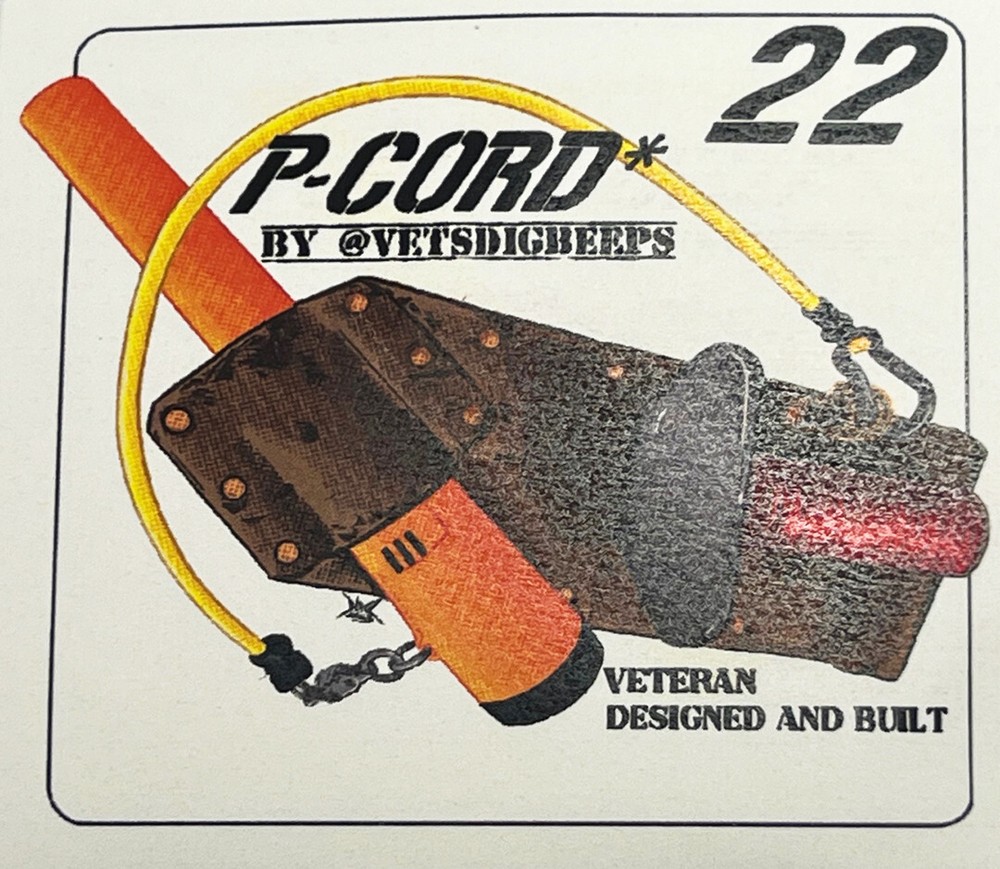 22
P-CORD*
BY @VETSDIGBEEPS
VETERAN
DESIGNED AND BUILT